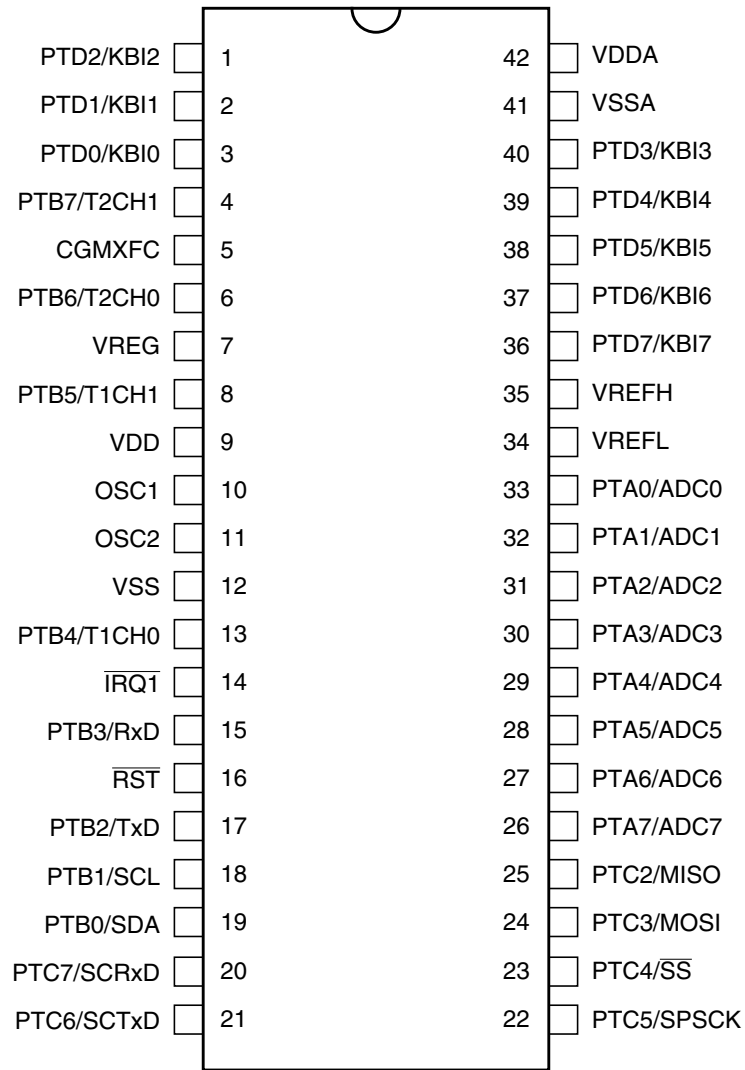 PTD2/KBI2 1 42 VDDA
PTD1/KBI1 2 41 VSSA
PTD0/KBI0 3 40 PTD3/KBI3
PTB7/T2CH1 4 39 PTD4/KBI4
CGMXFC 5 38 PTD5/KBI5
PTB6/T2CH0 6 37 PTD6/KBI6
VREG 7 36 PTD7/KBI7
PTB5/T1CH1 8 35 VREFH
VDD 9 34 VREFL
OSC1 10 33 PTA0/ADC0
OSC2 11 32 PTA1/ADC1
VSS 12 31 PTA2/ADC2
PTB4/T1CH0 13 30 PTA3/ADC3
I̅R̅Q̅1̅ 14 29 PTA4/ADC4
PTB3/RxD 15 28 PTA5/ADC5
R̅S̅T̅ 16 27 PTA6/ADC6
PTB2/TxD 17 26 PTA7/ADC7
PTB1/SCL 18 25 PTC2/MISO
PTB0/SDA 19 24 PTC3/MOSI
PTC7/SCRxD 20 23 PTC4/S̅S̅
PTC6/SCTxD 21 22 PTC5/SPSCK